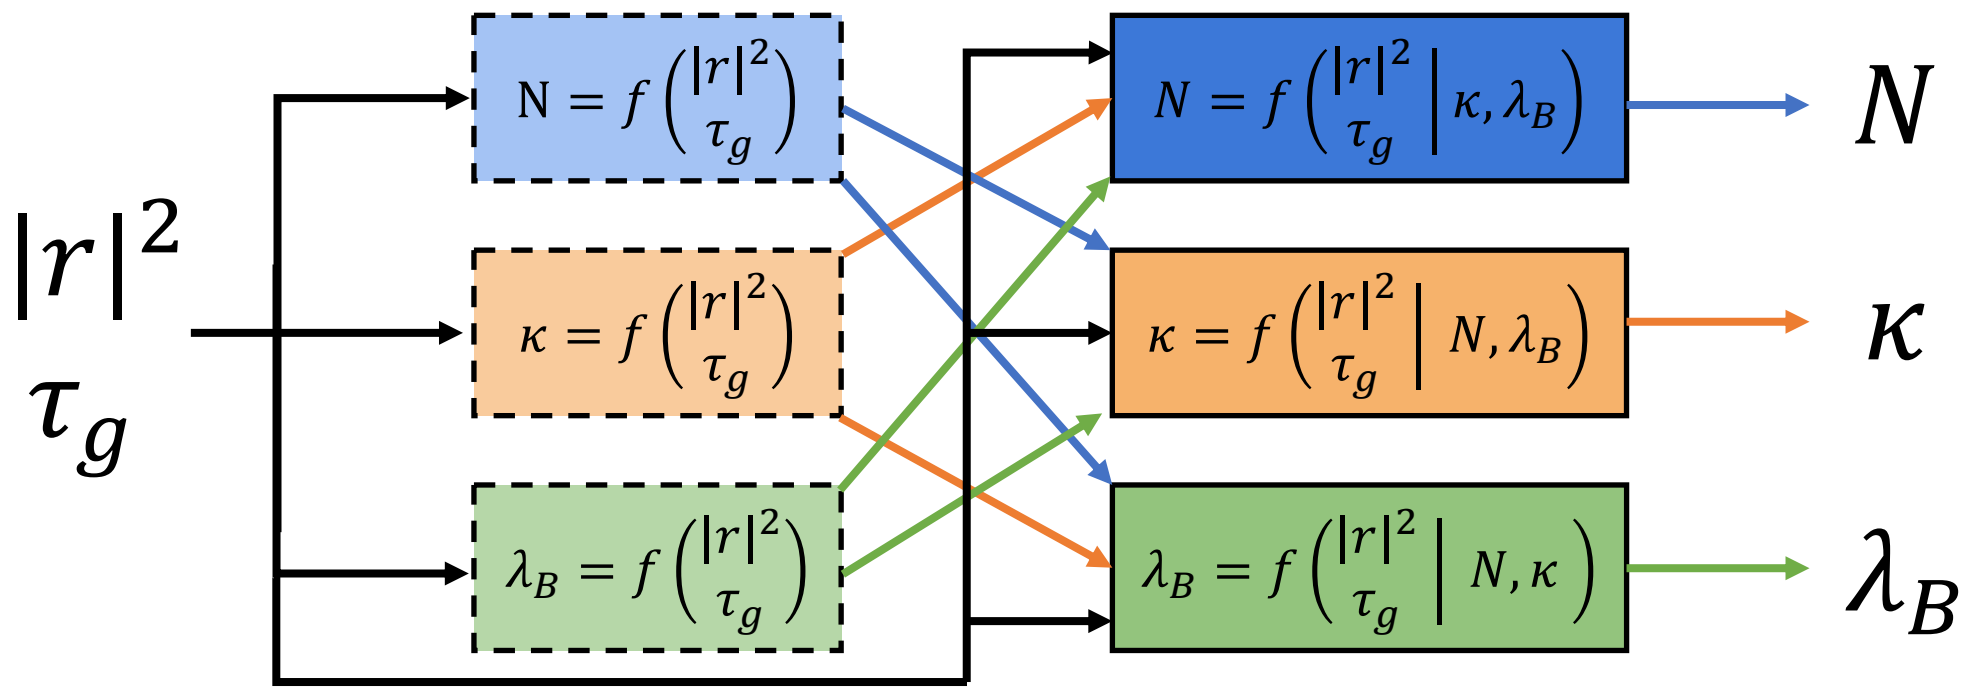 |r|²
τ_g
N = f(|r|² τ_g)
κ = f(|r|² τ_g)
λ_B = f(|r|² τ_g)
N = f(|r|² τ_g | κ, λ_B)
κ = f(|r|² τ_g | N, λ_B)
λ_B = f(|r|² τ_g | N, κ)
N
κ
λ_B